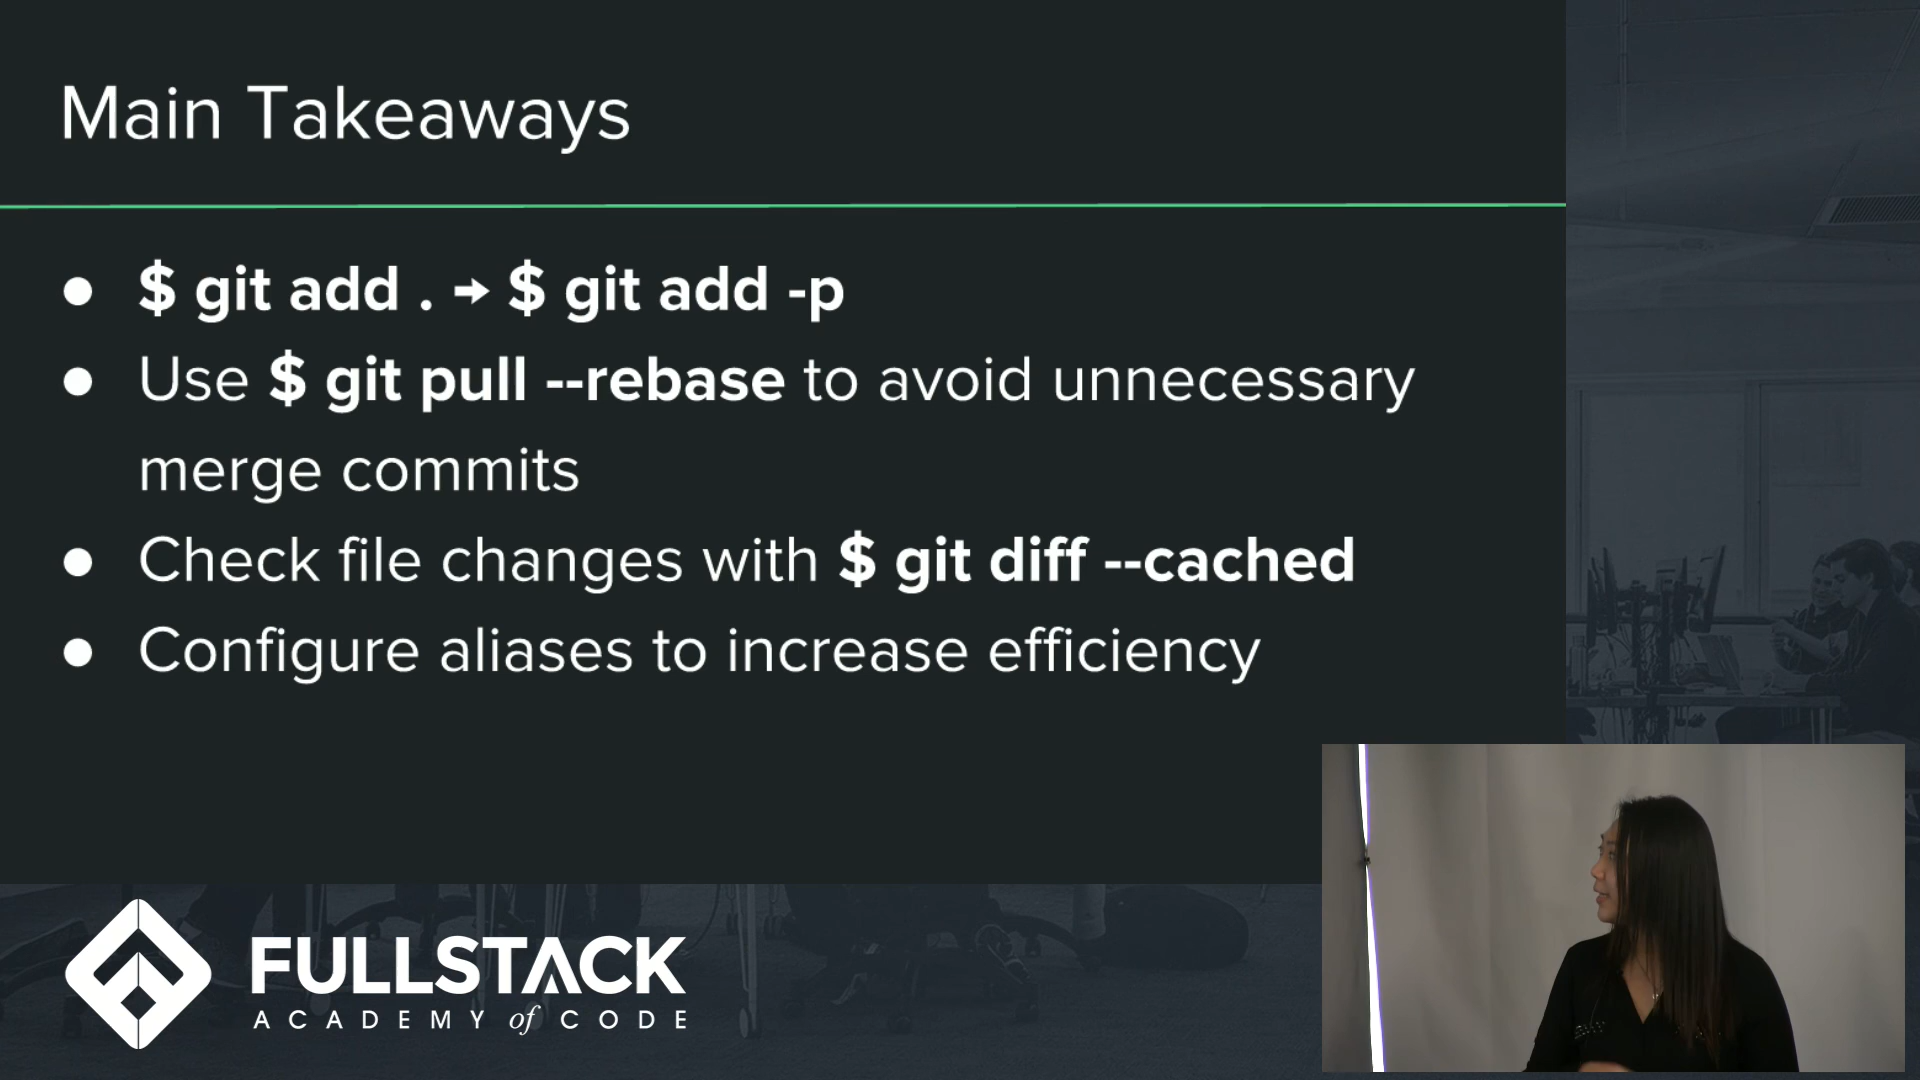 Main Takeaways
● $ git add . → $ git add -p
● Use $ git pull --rebase to avoid unnecessary
merge commits
● Check file changes with $ git diff --cached
● Configure aliases to increase efficiency
FULLSTACK
ACADEMY of CODE